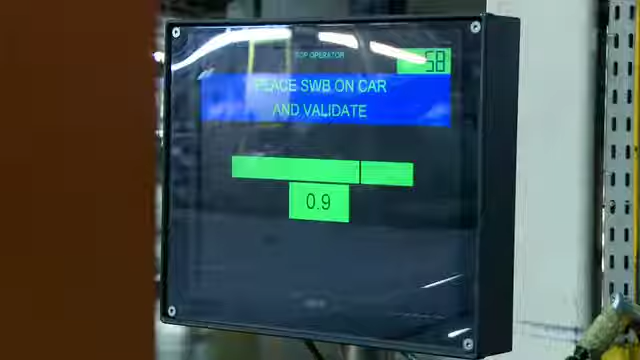 TOP OPERATOR
58
PLACE SWB ON CAR
AND VALIDATE
0.9